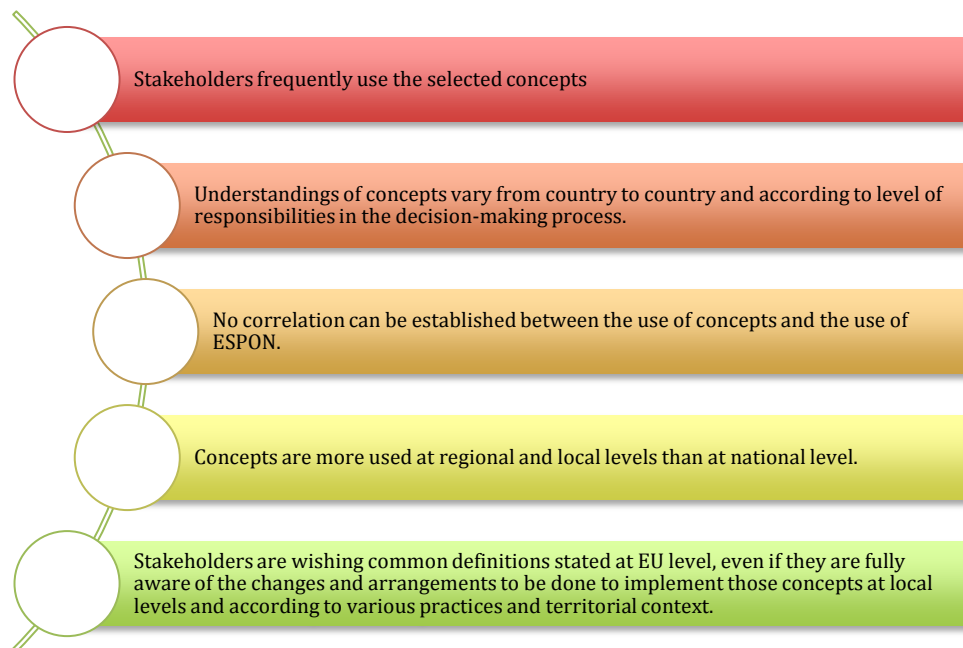 Stakeholders frequently use the selected concepts
Understandings of concepts vary from country to country and according to level of
responsibilities in the decision-making process.
No correlation can be established between the use of concepts and the use of
ESPON.
Concepts are more used at regional and local levels than at national level.
Stakeholders are wishing common definitions stated at EU level, even if they are fully
aware of the changes and arrangements to be done to implement those concepts at local
levels and according to various practices and territorial context.